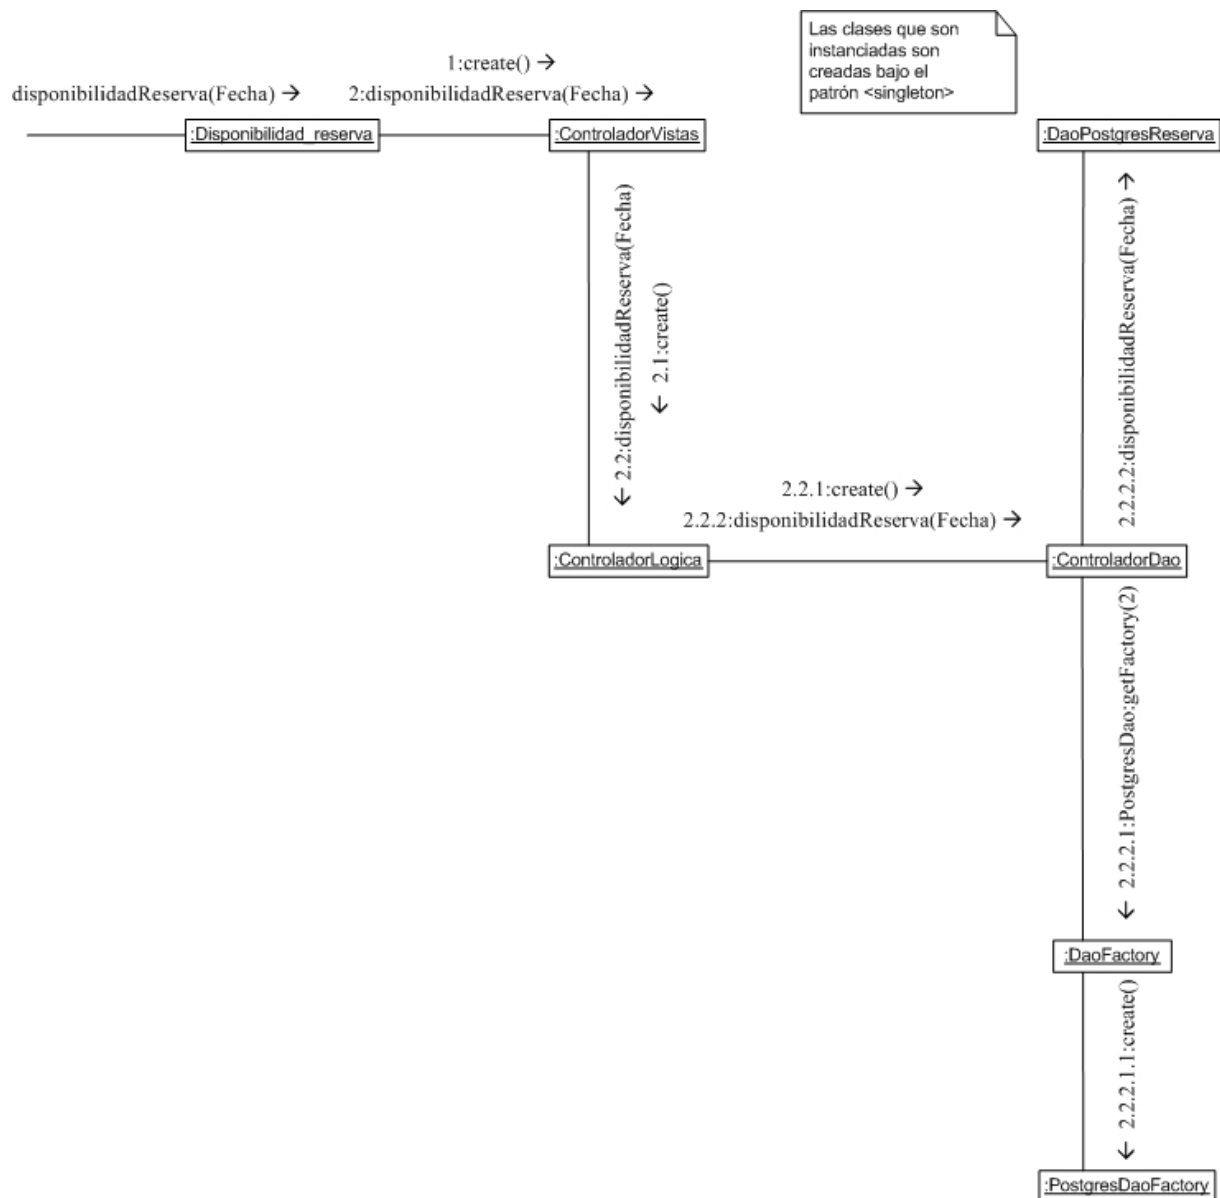 Las clases que son
instanciadas son
creadas bajo el
patrón <singleton>
1:create() →
disponibilidadReserva(Fecha) →
2:disponibilidadReserva(Fecha) →
:Disponibilidad_reserva
:ControladorVistas
:DaoPostgresReserva
← 2.2:disponibilidadReserva(Fecha)
← 2.1:create()
2.2.2.2:disponibilidadReserva(Fecha) →
2.2.1:create() →
2.2.2:disponibilidadReserva(Fecha) →
:ControladorLogica
:ControladorDao
← 2.2.2.1:PostgresDao:getFactory(2)
:DaoFactory
← 2.2.2.1.1:create()
:PostgresDaoFactory